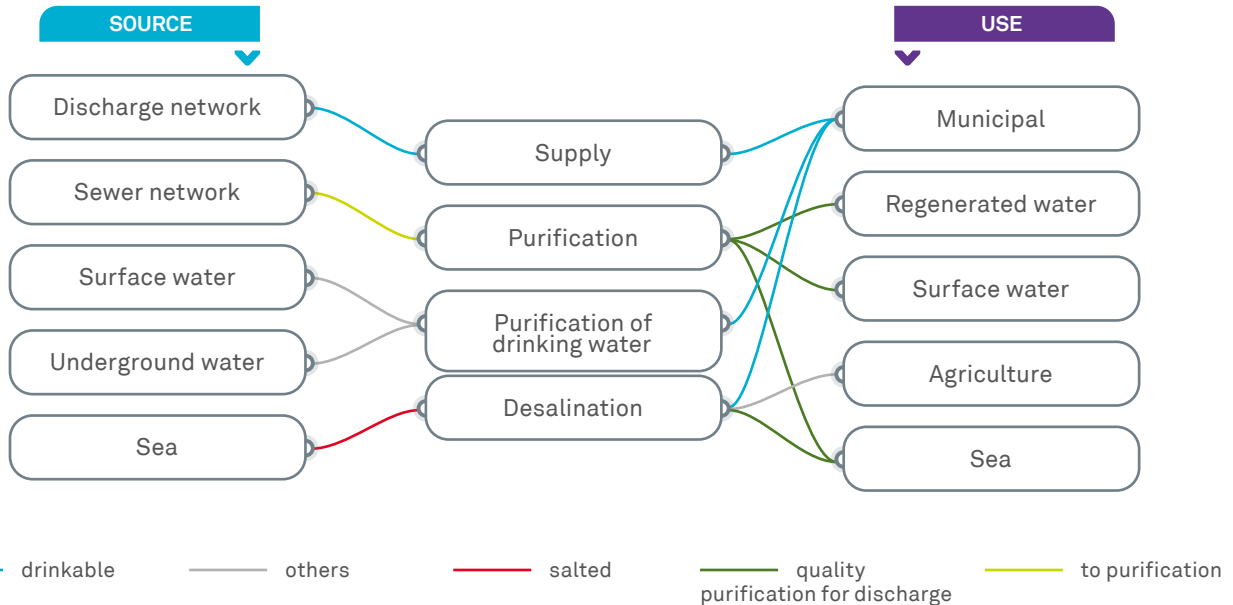 SOURCE
USE
Discharge network
Sewer network
Surface water
Underground water
Sea
Supply
Purification
Purification of
drinking water
Desalination
Municipal
Regenerated water
Surface water
Agriculture
Sea
drinkable
others
salted
quality
purification for discharge
to purification